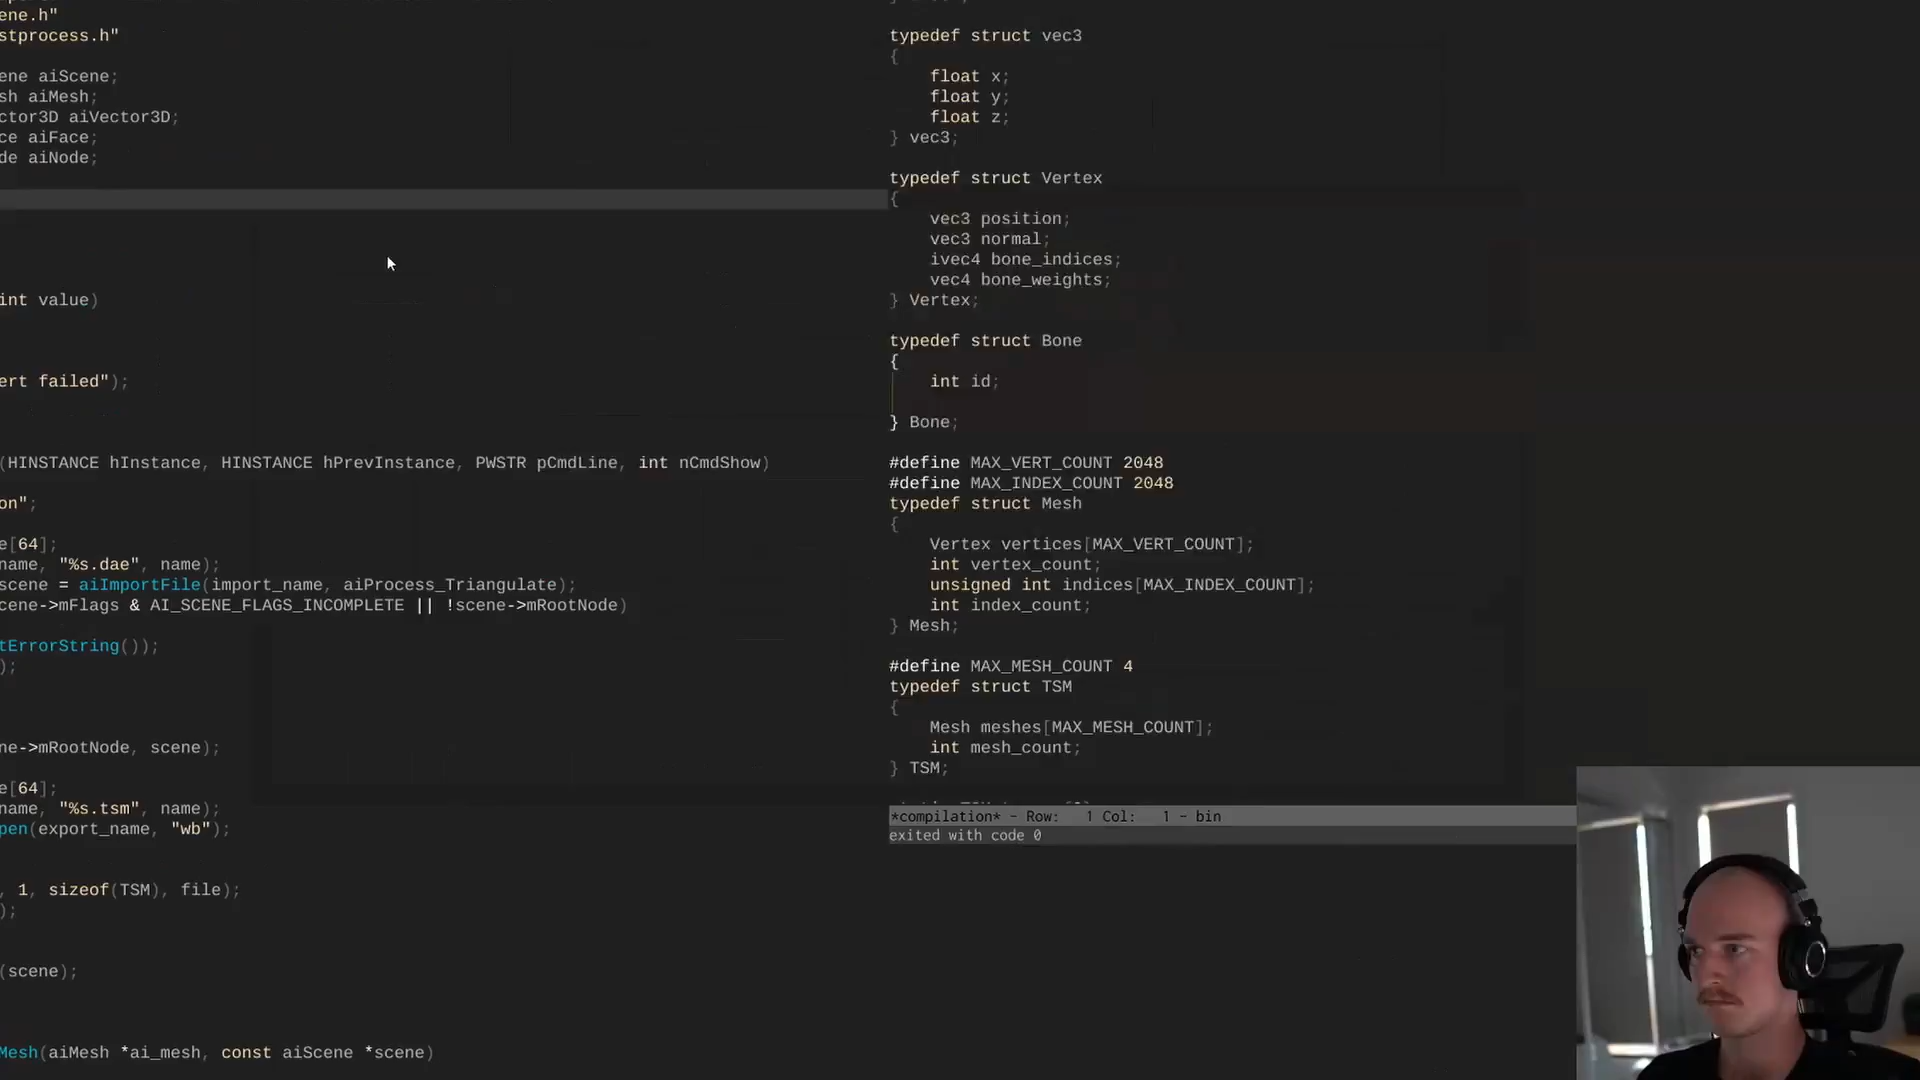 ene.h"
stprocess.h"
ene aiScene;
sh aiMesh;
ctor3D aiVector3D;
ce aiFace;
de aiNode;
int value)
ert failed");
(HINSTANCE hInstance, HINSTANCE hPrevInstance, PWSTR pCmdLine, int nCmdShow)
on";
e[64];
name, "%s.dae", name);
scene = aiImportFile(import_name, aiProcess_Triangulate);
cene->mFlags & AI_SCENE_FLAGS_INCOMPLETE || !scene->mRootNode)
tErrorString());
);
ne->mRootNode, scene);
e[64];
name, "%s.tsm", name);
pen(export_name, "wb");
, 1, sizeof(TSM), file);
);
(scene);
Mesh(aiMesh *ai_mesh, const aiScene *scene)
typedef struct vec3
{
float x;
float y;
float z;
} vec3;
typedef struct Vertex
{
vec3 position;
vec3 normal;
ivec4 bone_indices;
vec4 bone_weights;
} Vertex;
typedef struct Bone
{
int id;
} Bone;
#define MAX_VERT_COUNT 2048
#define MAX_INDEX_COUNT 2048
typedef struct Mesh
{
Vertex vertices[MAX_VERT_COUNT];
int vertex_count;
unsigned int indices[MAX_INDEX_COUNT];
int index_count;
} Mesh;
#define MAX_MESH_COUNT 4
typedef struct TSM
{
Mesh meshes[MAX_MESH_COUNT];
int mesh_count;
} TSM;
*compilation* - Row: 1 Col: 1 - bin
exited with code 0